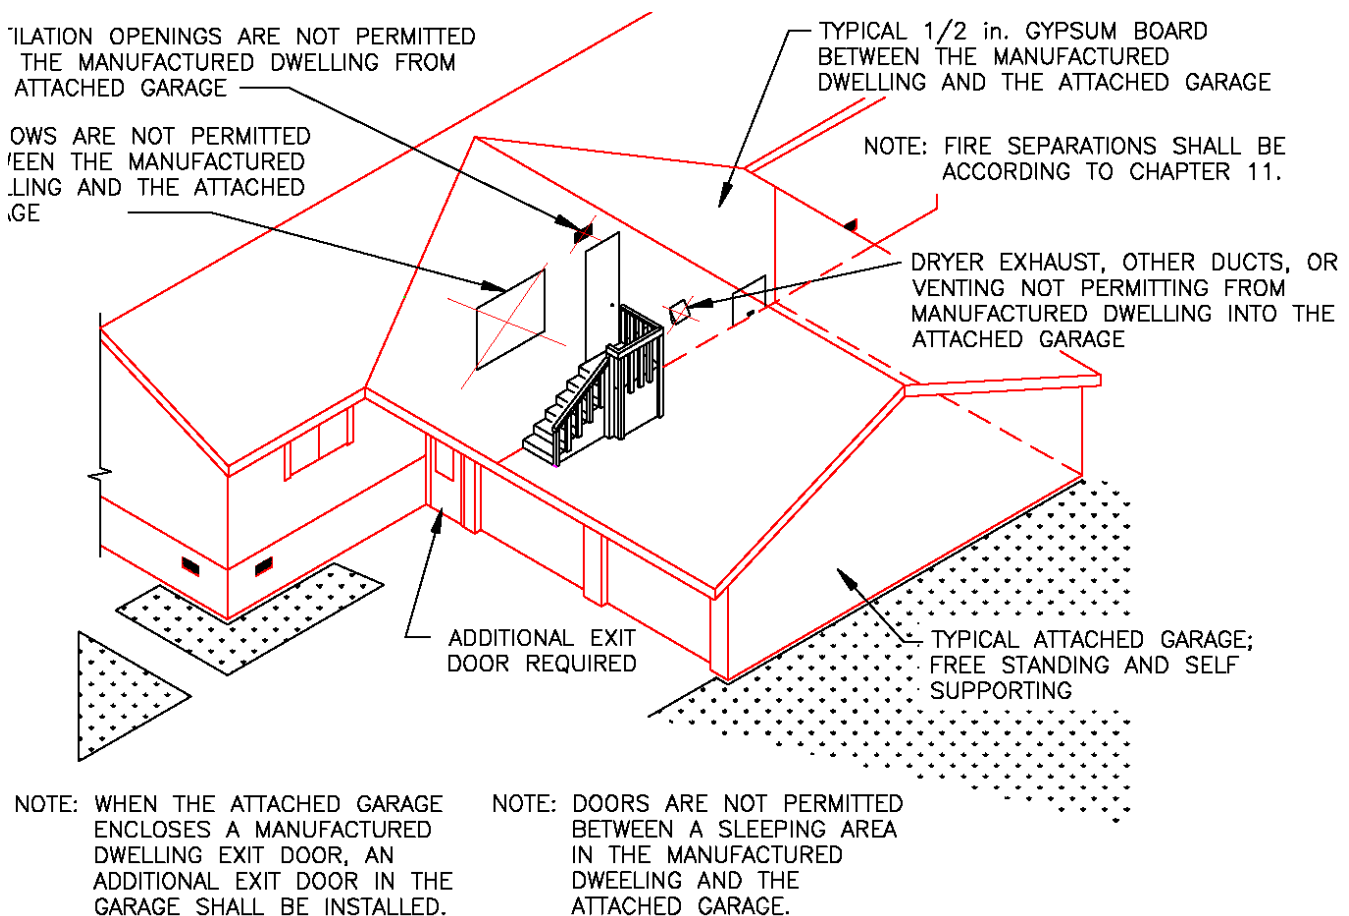 TILATION OPENINGS ARE NOT PERMITTED
THE MANUFACTURED DWELLING FROM
ATTACHED GARAGE
OWS ARE NOT PERMITTED
EEN THE MANUFACTURED
LLING AND THE ATTACHED
GE
TYPICAL 1/2 in. GYPSUM BOARD
BETWEEN THE MANUFACTURED
DWELLING AND THE ATTACHED GARAGE
NOTE: FIRE SEPARATIONS SHALL BE
ACCORDING TO CHAPTER 11.
DRYER EXHAUST, OTHER DUCTS, OR
VENTING NOT PERMITTING FROM
MANUFACTURED DWELLING INTO THE
ATTACHED GARAGE
ADDITIONAL EXIT
DOOR REQUIRED
TYPICAL ATTACHED GARAGE;
FREE STANDING AND SELF
SUPPORTING
NOTE: WHEN THE ATTACHED GARAGE
ENCLOSES A MANUFACTURED
DWELLING EXIT DOOR, AN
ADDITIONAL EXIT DOOR IN THE
GARAGE SHALL BE INSTALLED.
NOTE: DOORS ARE NOT PERMITTED
BETWEEN A SLEEPING AREA
IN THE MANUFACTURED
DWEELING AND THE
ATTACHED GARAGE.